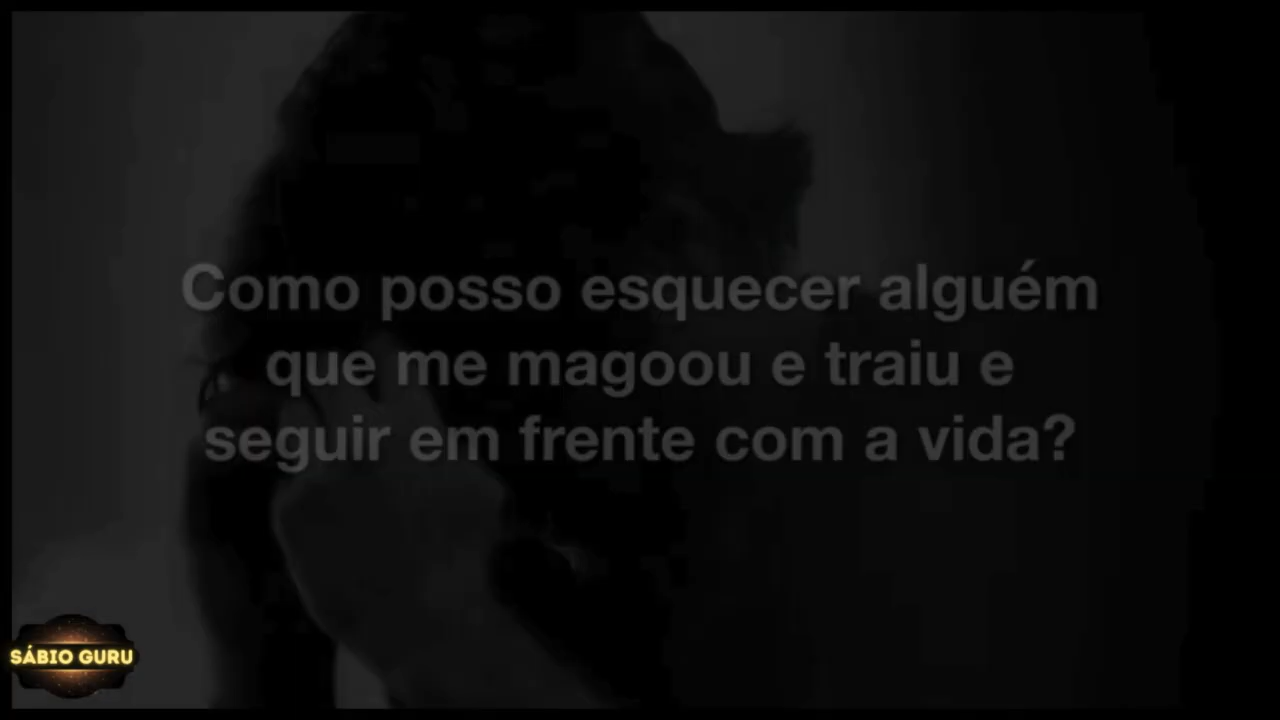 Como posso esquecer alguém
que me magoou e traiu e
seguir em frente com a vida?
SÁBIO GURU